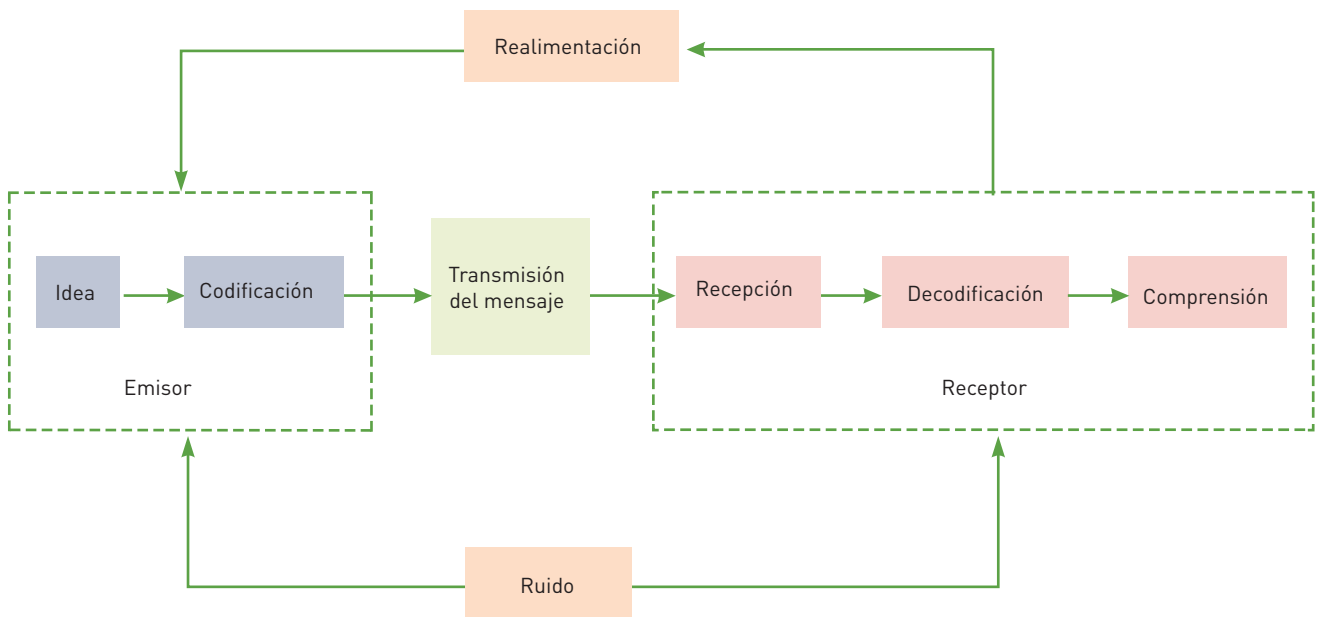 Realimentación
Idea
Codificación
Transmisión
del mensaje
Recepción
Decodificación
Comprensión
Emisor
Receptor
Ruido